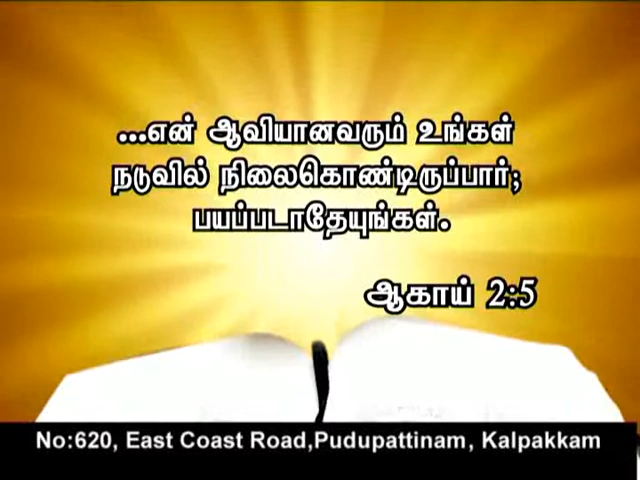 ...என் ஆவியானவரும் உங்கள்
நடுவில் நிலைகொண்டிருப்பார்;
பயப்படாதேயுங்கள்.
ஆகாய் 2:5
No:620, East Coast Road,Pudupattinam, Kalpakkam